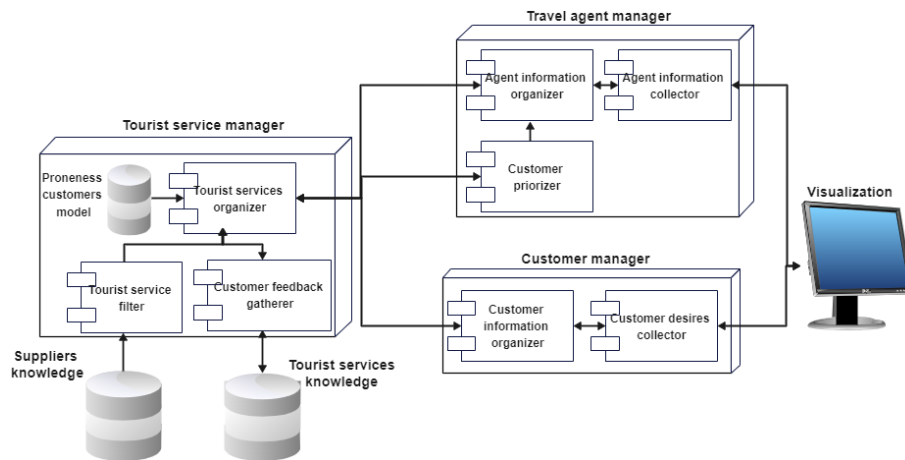 Travel agent manager
Agent information
organizer
Agent information
collector
Customer
priorizer
Tourist service manager
Proneness
customers
model
Tourist services
organizer
Tourist service
filter
Customer feedback
gatherer
Visualization
Customer manager
Customer
information
organizer
Customer desires
collector
Suppliers
knowledge
Tourist services
knowledge